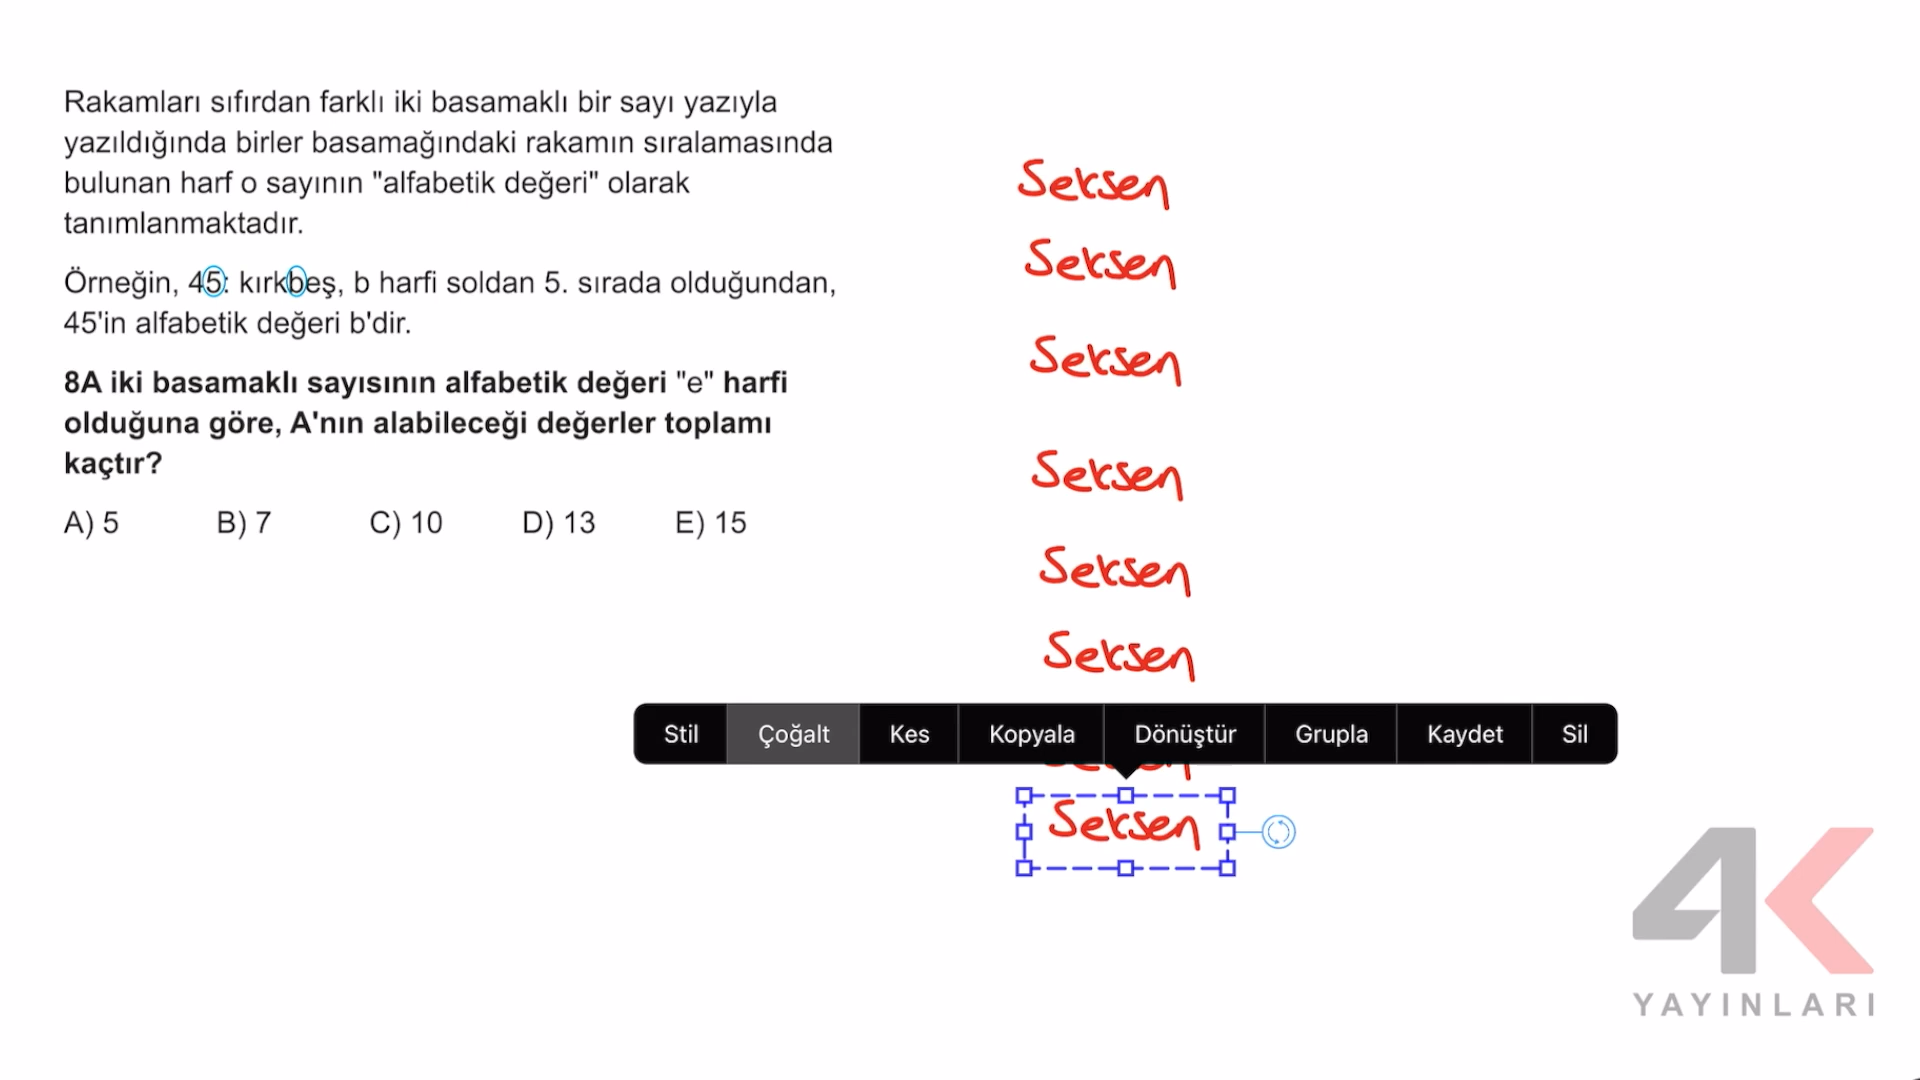 Rakamları sıfırdan farklı iki basamaklı bir sayı yazıyla
yazıldığında birler basamağındaki rakamın sıralamasında
bulunan harf o sayının "alfabetik değeri" olarak
tanımlanmaktadır.
Örneğin, 45: kırkbeş, b harfi soldan 5. sırada olduğundan,
45'in alfabetik değeri b'dir.
8A iki basamaklı sayısının alfabetik değeri "e" harfi
olduğuna göre, A'nın alabileceği değerler toplamı
kaçtır?
A) 5 B) 7 C) 10 D) 13 E) 15
Seksen
Seksen
Seksen
Seksen
Seksen
Seksen
Stil Çoğalt Kes Kopyala Dönüştür Grupla Kaydet Sil
Seksen
4K
YAYINLARI